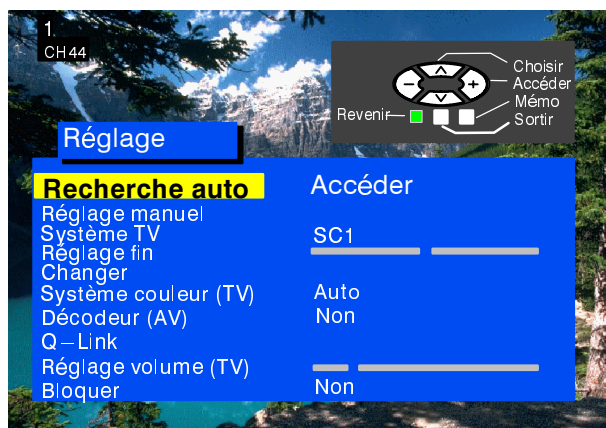 1.
CH44
Choisir
Accéder
Mémo
Revenir
Sortir
Réglage
Recherche auto Accéder
Réglage manuel
Système TV SC1
Réglage fin
Changer
Système couleur (TV) Auto
Décodeur (AV) Non
Q–Link
Réglage volume (TV)
Bloquer Non